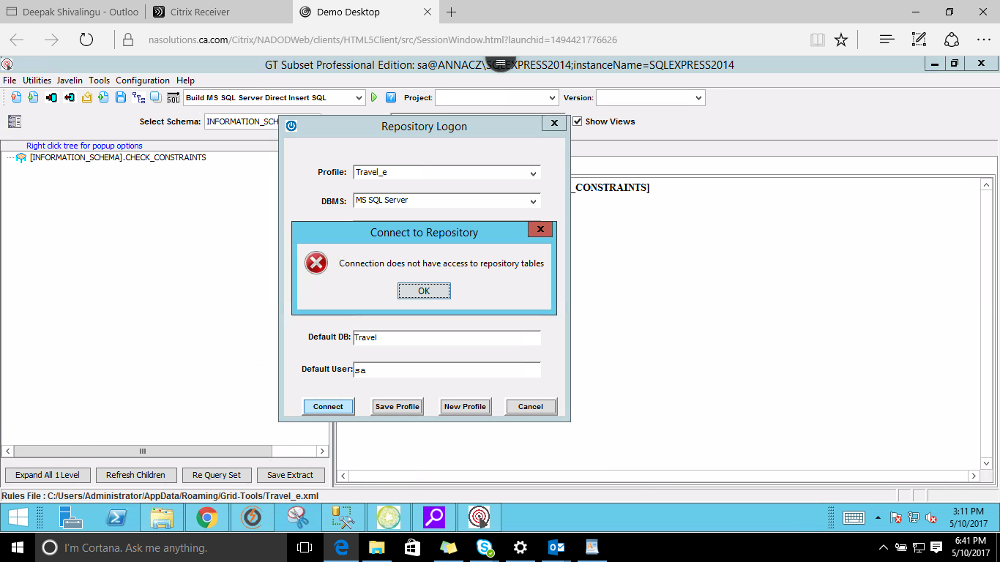 Deepak Shivalingu - Outloo
Citrix Receiver
Demo Desktop
nasolutions.ca.com/Citrix/NADODWeb/clients/HTML5Client/src/SessionWindow.html?launchid=1494421776626
GT Subset Professional Edition: sa@ANNACZ\SQLEXPRESS2014;instanceName=SQLEXPRESS2014
File Utilities Javelin Tools Configuration Help
SQL
Build MS SQL Server Direct Insert SQL
Project:
Version:
Select Schema:
INFORMATION_SCH
Show Views
Right click tree for popup options
[INFORMATION_SCHEMA].CHECK_CONSTRAINTS
_CONSTRAINTS]
Repository Logon
Profile: Travel_e
DBMS: MS SQL Server
Connect to Repository
Connection does not have access to repository tables
OK
Default DB: Travel
Default User: sa
Connect Save Profile New Profile Cancel
Expand All 1 Level Refresh Children Re Query Set Save Extract
Rules File : C:/Users/Administrator/AppData/Roaming/Grid-Tools/Travel_e.xml
3:11 PM
5/10/2017
I'm Cortana. Ask me anything.
6:41 PM
5/10/2017